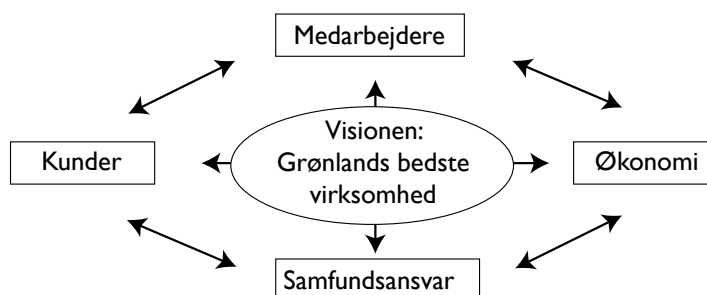 Medarbejdere
Visionen:
Kunder
Grønlands bedste
Økonomi
virksomhed
Samfundsansvar